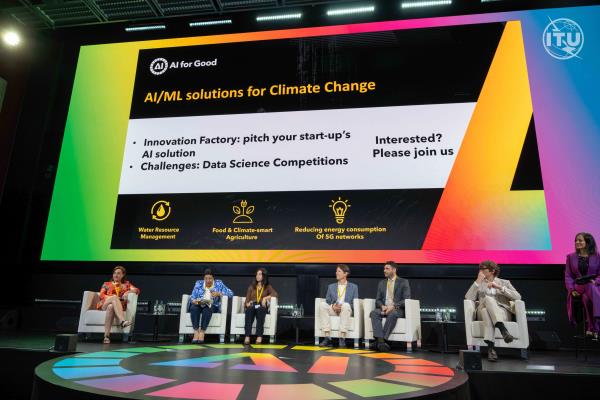 ITU
AI AI for Good
AI/ML solutions for Climate Change
• Innovation Factory: pitch your start-up's
AI solution
• Challenges: Data Science Competitions
Interested?
Please join us
Water Resource
Management
Food & Climate-smart
Agriculture
Reducing energy consumption
Of 5G networks
AI